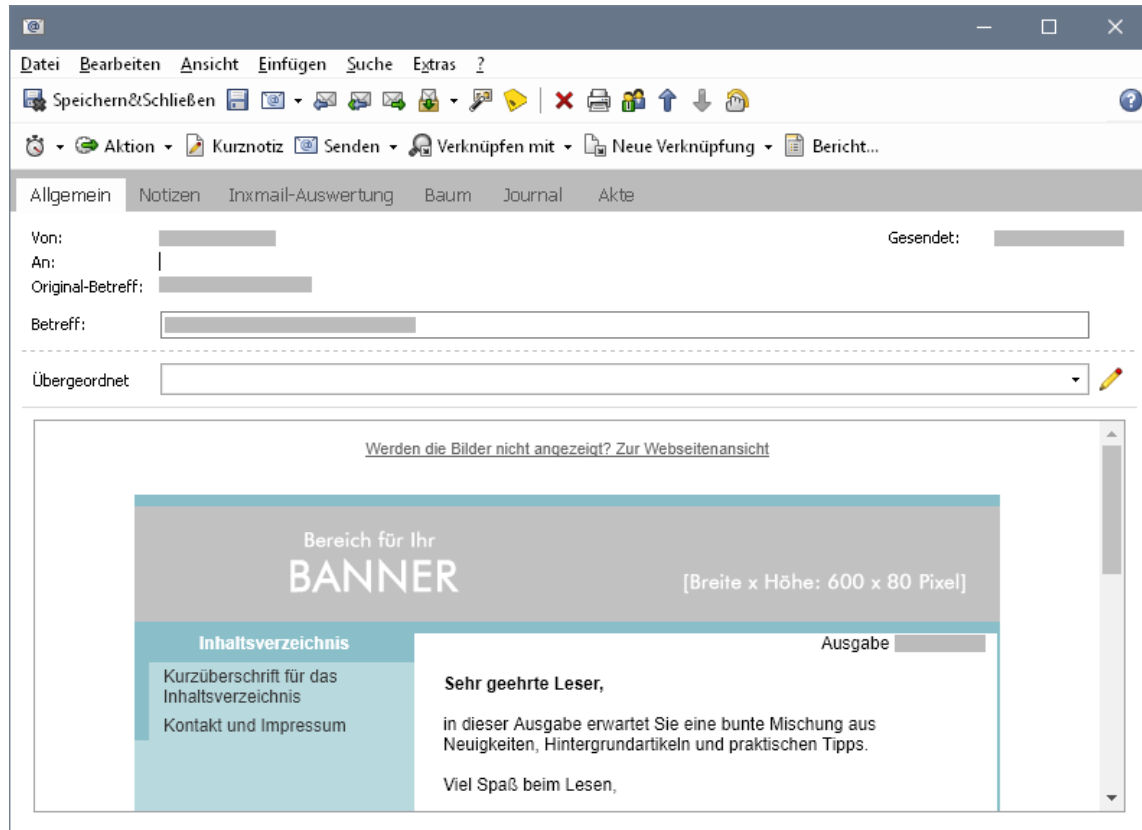 Datei Bearbeiten Ansicht Einfügen Suche Extras ?
Speichern&Schließen
Aktion Kurznotiz Senden Verknüpfen mit Neue Verknüpfung Bericht...
Allgemein Notizen Inxmail-Auswertung Baum Journal Akte
Von: Gesendet:
An:
Original-Betreff:
Betreff:
Übergeordnet
Werden die Bilder nicht angezeigt? Zur Webseitenansicht
Bereich für Ihr
BANNER
[Breite x Höhe: 600 x 80 Pixel]
Inhaltsverzeichnis
Ausgabe
Kurzüberschrift für das
Inhaltsverzeichnis
Kontakt und Impressum
Sehr geehrte Leser,
in dieser Ausgabe erwartet Sie eine bunte Mischung aus
Neuigkeiten, Hintergrundartikeln und praktischen Tipps.
Viel Spaß beim Lesen,